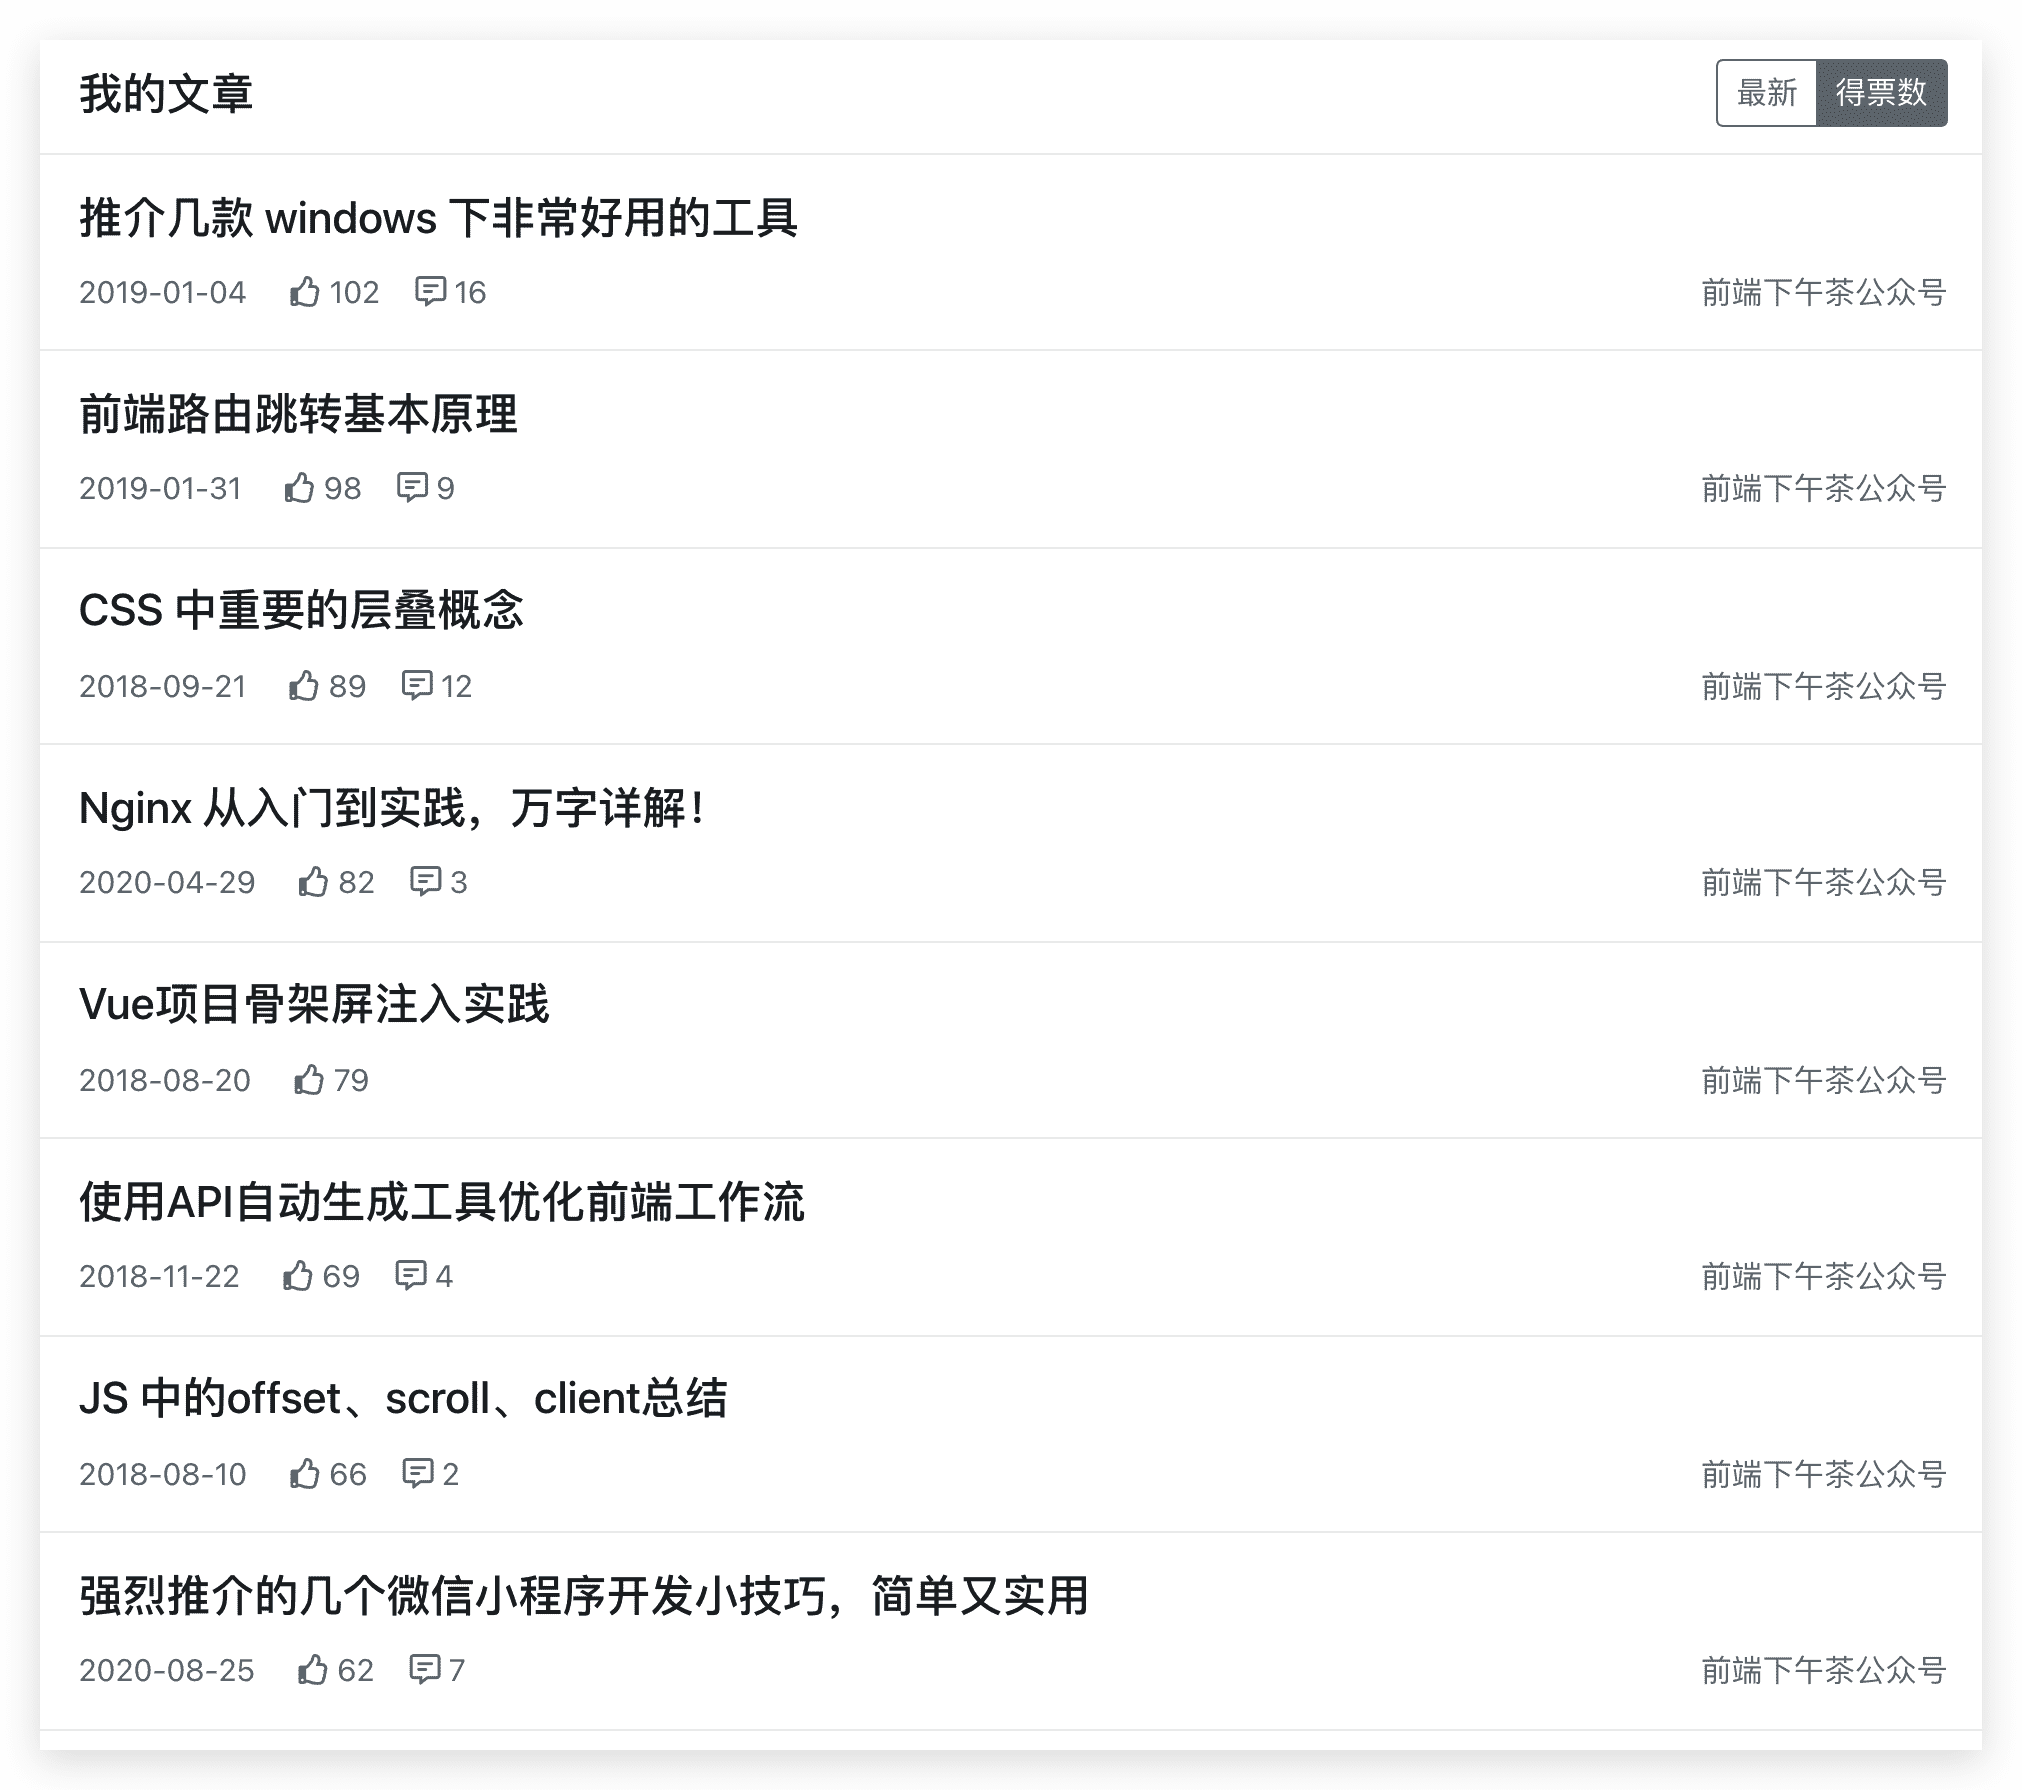 我的文章
最新 得票数
推介几款 windows 下非常好用的工具
2019-01-04 102 16 前端下午茶公众号
前端路由跳转基本原理
2019-01-31 98 9 前端下午茶公众号
CSS 中重要的层叠概念
2018-09-21 89 12 前端下午茶公众号
Nginx 从入门到实践，万字详解！
2020-04-29 82 3 前端下午茶公众号
Vue项目骨架屏注入实践
2018-08-20 79 前端下午茶公众号
使用API自动生成工具优化前端工作流
2018-11-22 69 4 前端下午茶公众号
JS 中的offset、scroll、client总结
2018-08-10 66 2 前端下午茶公众号
强烈推介的几个微信小程序开发小技巧，简单又实用
2020-08-25 62 7 前端下午茶公众号